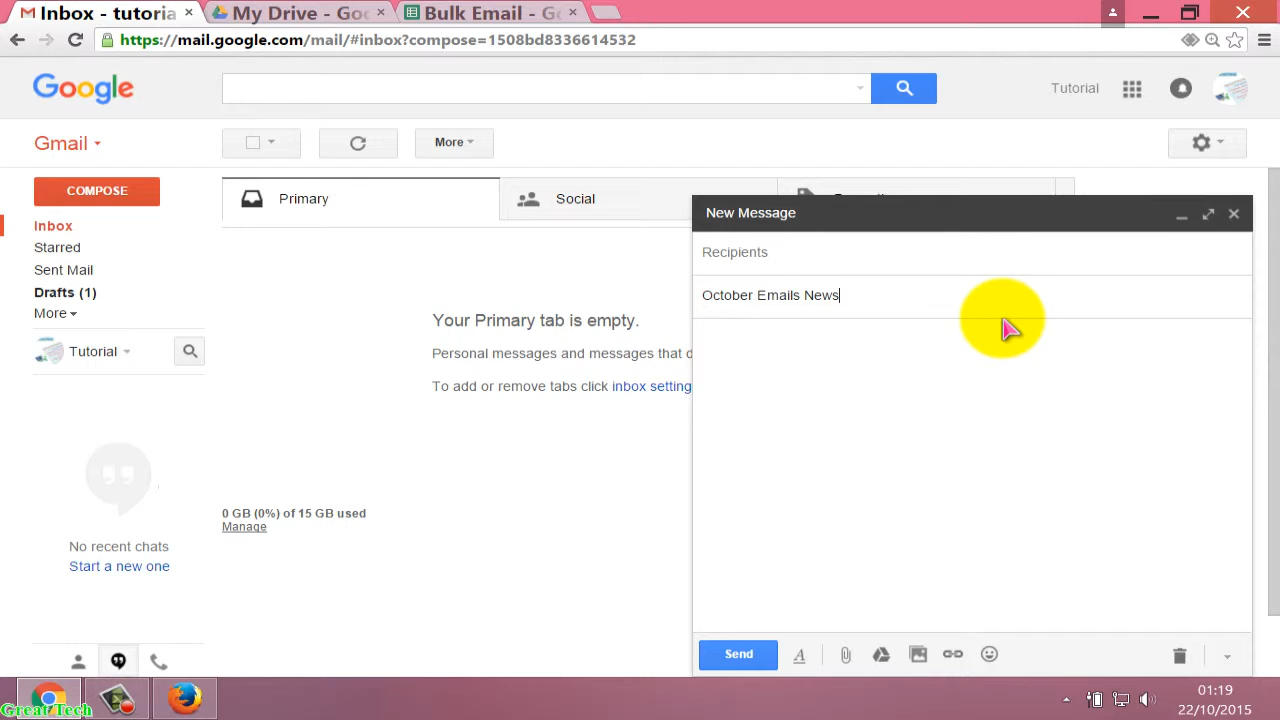 Inbox - tutoria
My Drive - Goo
Bulk Email - G
https://mail.google.com/mail/#inbox?compose=1508bd8336614532
Google
Tutorial
Gmail
More
COMPOSE
Primary
Social
New Message
Inbox
Starred
Sent Mail
Drafts (1)
More
Tutorial
Recipients
October Emails News
Your Primary tab is empty.
Personal messages and messages that d
To add or remove tabs click inbox setting
0 GB (0%) of 15 GB used
Manage
No recent chats
Start a new one
Send
01:19
22/10/2015
Great Tech